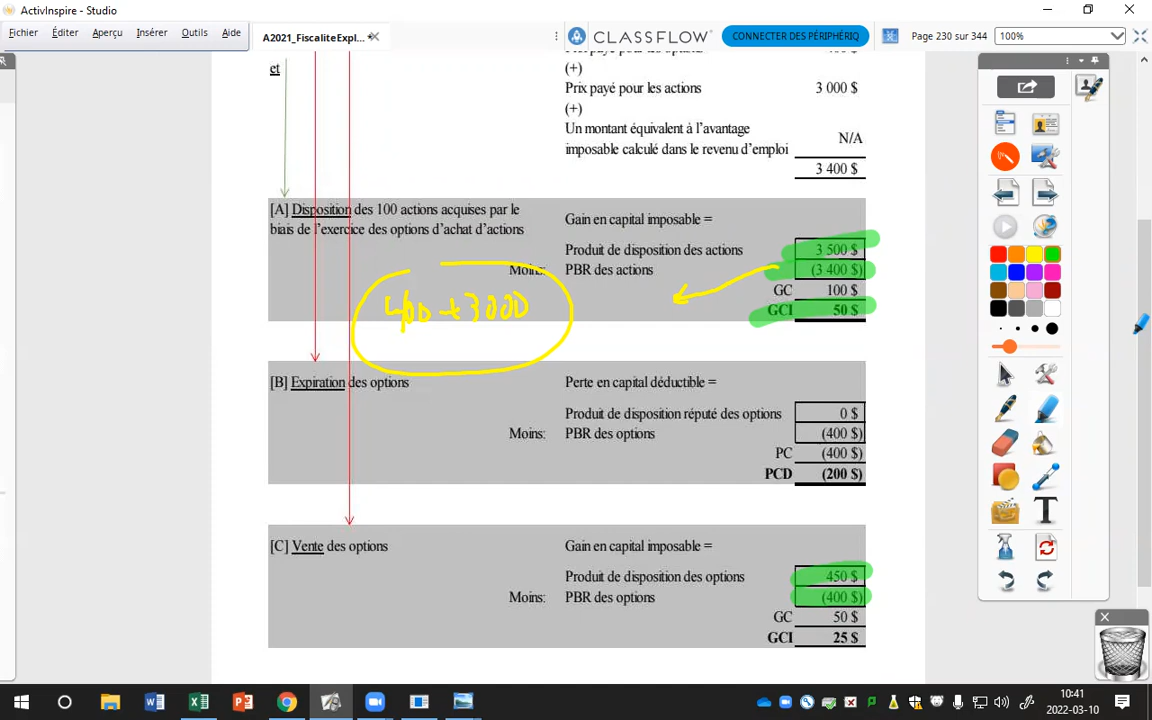 ActivInspire - Studio
Fichier Éditer Aperçu Insérer Outils Aide
A2021_FiscaliteExpl...
CLASSFLOW
CONNECTER DES PÉRIPHÉRIQ
Page 230 sur 344
100%
et
(+)
Prix payé pour les actions 3 000 $
(+)
Un montant équivalent à l'avantage
imposable calculé dans le revenu d'emploi N/A
3 400 $
[A] Disposition des 100 actions acquises par le
biais de l'exercice des options d'achat d'actions
Gain en capital imposable =
Produit de disposition des actions 3 500 $
Moins: PBR des actions (3 400 $)
GC 100 $
GCI 50 $
400 + 3000
[B] Expiration des options Perte en capital déductible =
Produit de disposition réputé des options 0 $
Moins: PBR des options (400 $)
PC (400 $)
PCD (200 $)
[C] Vente des options Gain en capital imposable =
Produit de disposition des options 450 $
Moins: PBR des options (400 $)
GC 50 $
GCI 25 $
10:41
2022-03-10